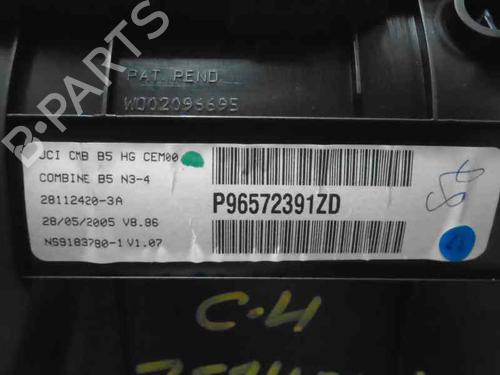 PAT. PEND
WO0209669E
JCI CMB B5 HG CEM00
COMBINE B5 N3-4
28112420-3A
28/05/2005 V8.86
NS9183780-1 V1.07
P96572391ZD
B-PARTS
C-4